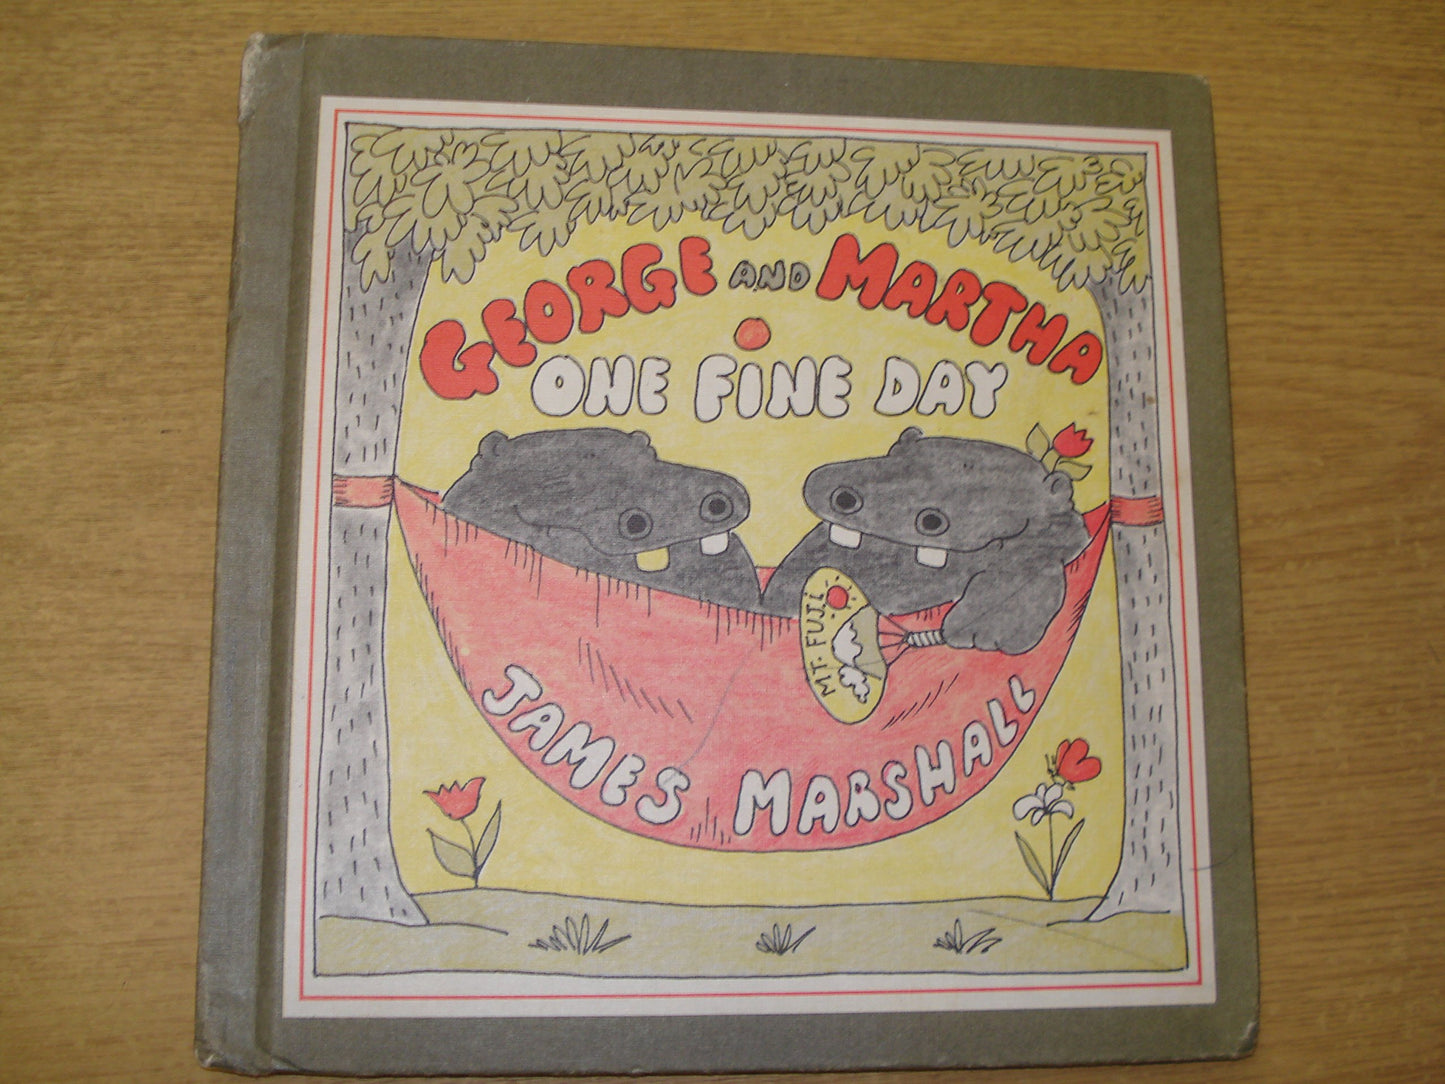 GEORGE AND MARTHA
ONE FINE DAY
MT. FUJI
JAMES MARSHALL